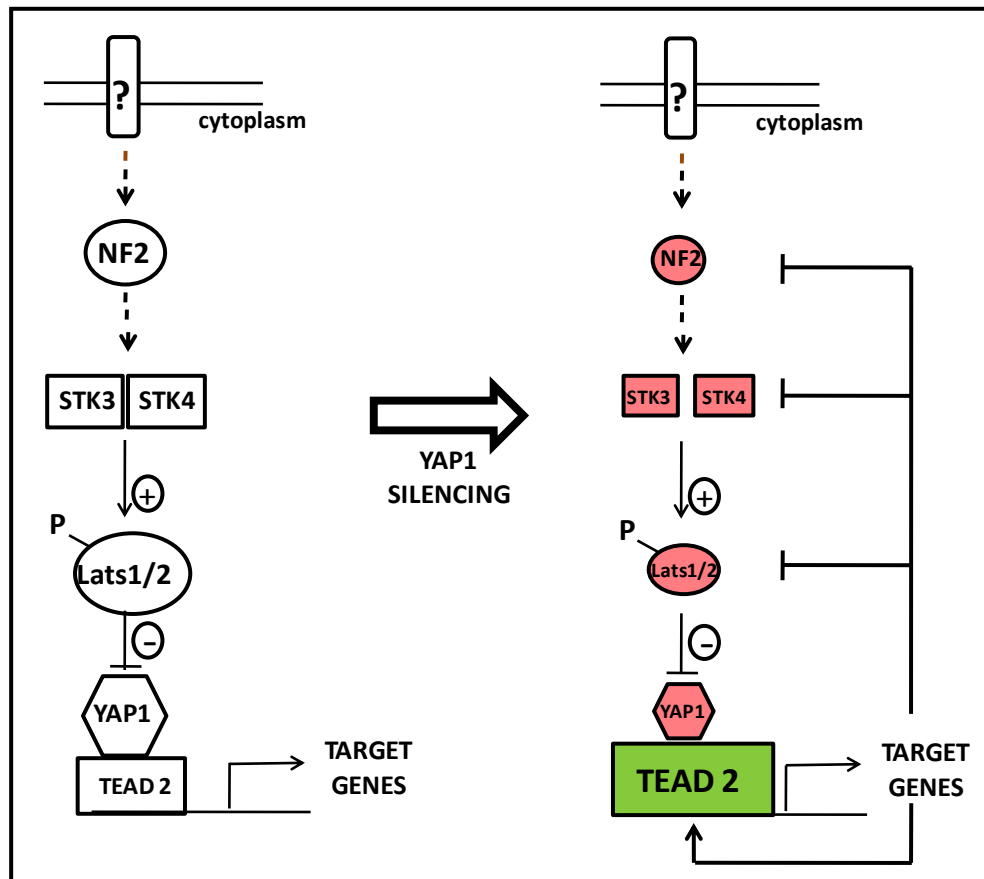 ?
cytoplasm
NF2
STK3 STK4
+
P
Lats1/2
−
YAP1
TEAD 2
TARGET
GENES
YAP1
SILENCING
?
cytoplasm
NF2
STK3 STK4
+
P
Lats1/2
−
YAP1
TEAD 2
TARGET
GENES